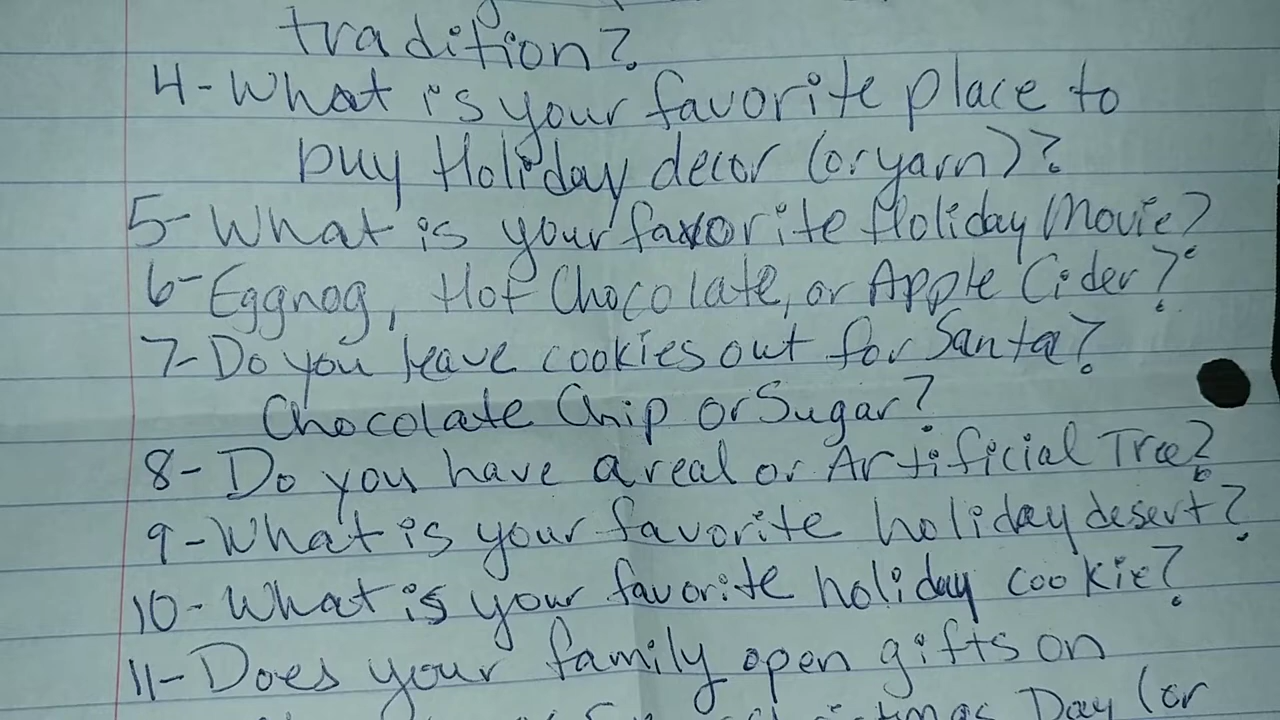 tradition?
4-What is your favorite place to
buy Holiday decor (or yarn)?
5-What is your favorite Holiday Movie?
6-Eggnog, Hot Chocolate, or Apple Cider?
7-Do you leave cookies out for Santa?
Chocolate Chip or Sugar?
8-Do you have a real or Artificial Tree?
9-What is your favorite holiday desert?
10-What is your favorite holiday cookie?
11-Does your family open gifts on
Day (or